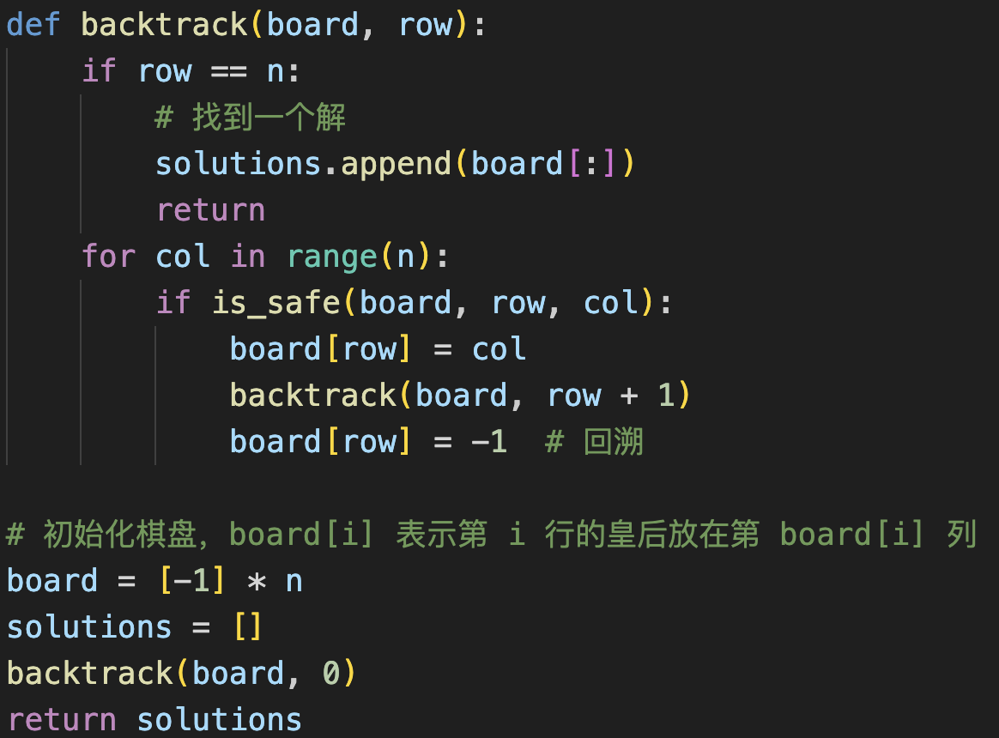 def backtrack(board, row):
    if row == n:
        # 找到一个解
        solutions.append(board[:])
        return
    for col in range(n):
        if is_safe(board, row, col):
            board[row] = col
            backtrack(board, row + 1)
            board[row] = -1  # 回溯

# 初始化棋盘，board[i] 表示第 i 行的皇后放在第 board[i] 列
board = [-1] * n
solutions = []
backtrack(board, 0)
return solutions